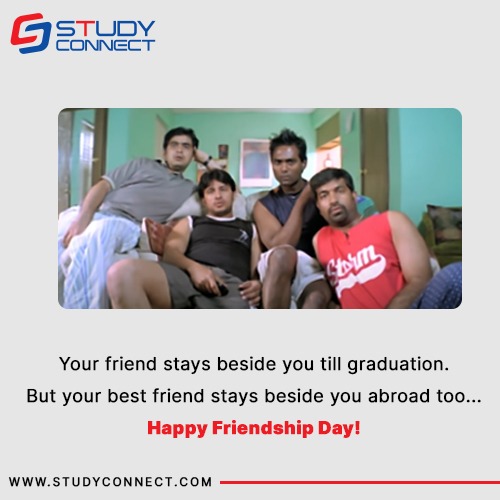 STUDY
CONNECT
Storm
Your friend stays beside you till graduation.
But your best friend stays beside you abroad too...
Happy Friendship Day!
WWW.STUDYCONNECT.COM